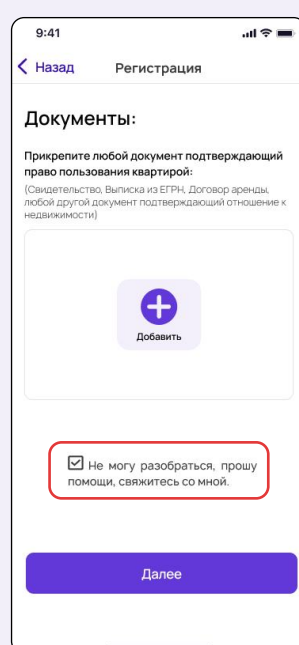 9:41
Назад Регистрация
Документы:
Прикрепите любой документ подтверждающий
право пользования квартирой:
(Свидетельство, Выписка из ЕГРН, Договор аренды,
любой другой документ подтверждающий отношение к
недвижимости)
Добавить
Не могу разобраться, прошу
помощи, свяжитесь со мной.
Далее